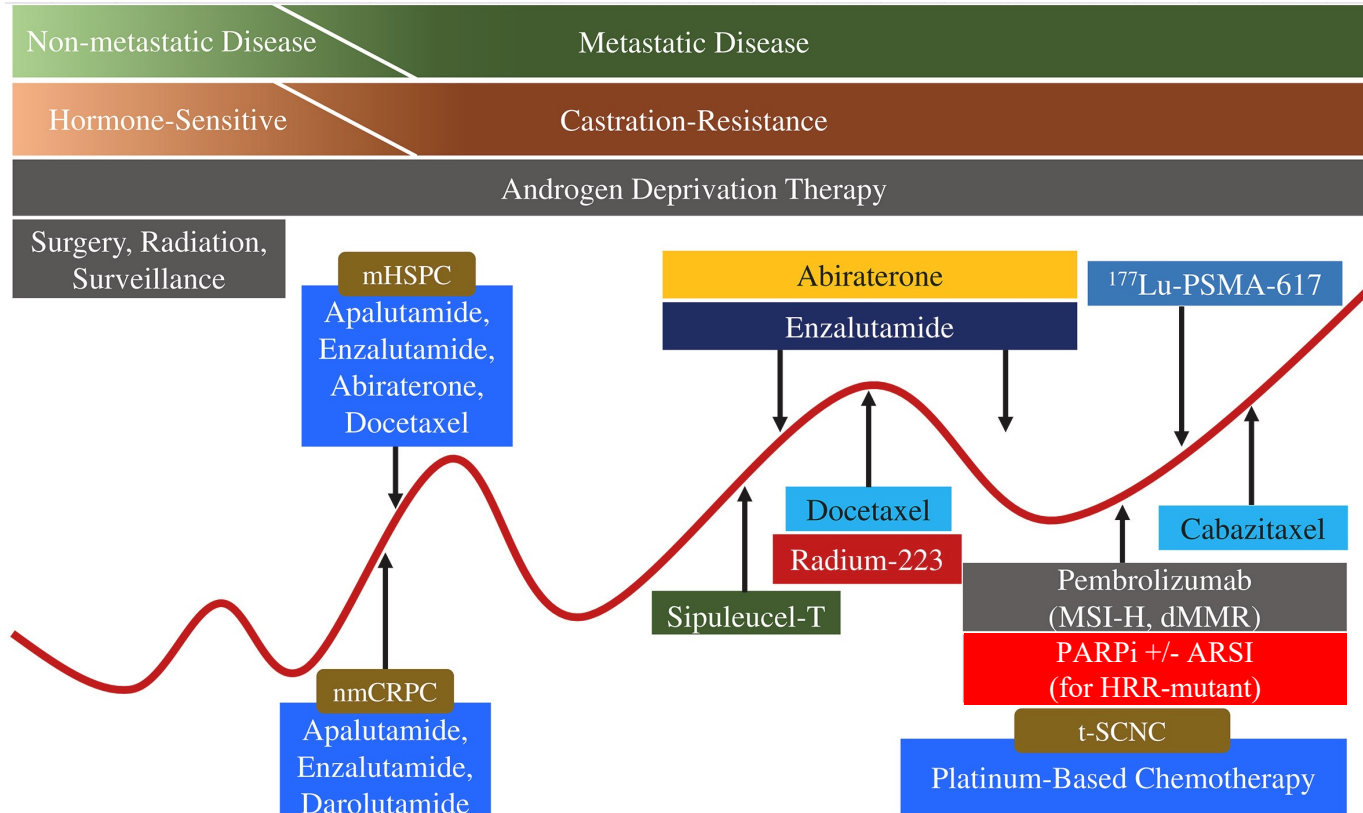 Non-metastatic Disease
Metastatic Disease
Hormone-Sensitive
Castration-Resistance
Androgen Deprivation Therapy
Surgery, Radiation,
Surveillance
mHSPC
Apalutamide,
Enzalutamide,
Abiraterone,
Docetaxel
Abiraterone
Enzalutamide
¹⁷⁷Lu-PSMA-617
Docetaxel
Radium-223
Sipuleucel-T
Cabazitaxel
Pembrolizumab
(MSI-H, dMMR)
PARPi +/- ARSI
(for HRR-mutant)
nmCRPC
Apalutamide,
Enzalutamide,
Darolutamide
t-SCNC
Platinum-Based Chemotherapy